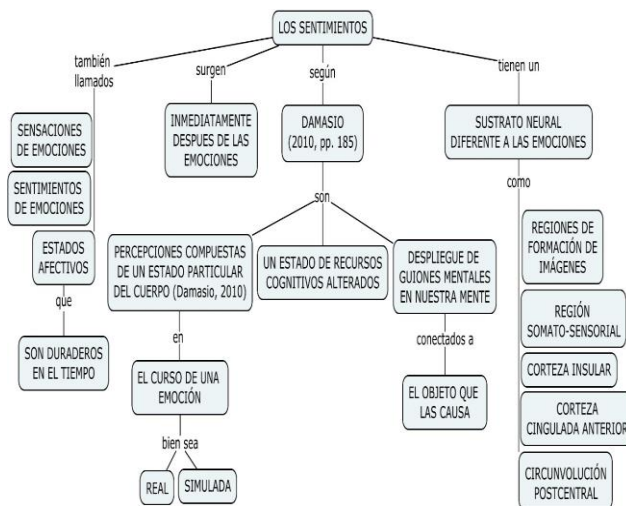 LOS SENTIMIENTOS
también
llamados
surgen
según
tienen un
SENSACIONES
DE EMOCIONES
SENTIMIENTOS
DE EMOCIONES
ESTADOS
AFECTIVOS
que
SON DURADEROS
EN EL TIEMPO
INMEDIATAMENTE
DESPUES DE LAS
EMOCIONES
DAMASIO
(2010, pp. 185)
son
PERCEPCIONES COMPUESTAS
DE UN ESTADO PARTICULAR
DEL CUERPO (Damasio, 2010)
en
EL CURSO DE UNA
EMOCIÓN
bien sea
REAL
SIMULADA
UN ESTADO DE RECURSOS
COGNITIVOS ALTERADOS
DESPLIEGUE DE
GUIONES MENTALES
EN NUESTRA MENTE
conectados a
EL OBJETO QUE
LAS CAUSA
SUSTRATO NEURAL
DIFERENTE A LAS EMOCIONES
como
REGIONES DE
FORMACIÓN DE
IMÁGENES
REGIÓN
SOMATO-SENSORIAL
CORTEZA INSULAR
CORTEZA
CINGULADA ANTERIOR
CIRCUNVOLUCIÓN
POSTCENTRAL